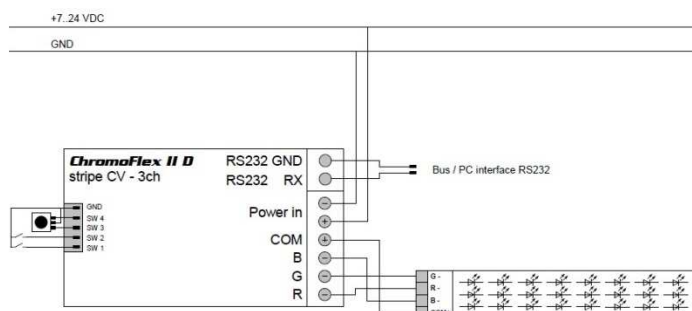 +7..24 VDC
GND
ChromoFlex II D
stripe CV - 3ch
RS232 GND
RS232 RX
Bus / PC interface RS232
Power in
COM
B
G
R
GND
SW 4
SW 3
SW 2
SW 1
G -
R -
B -
COM